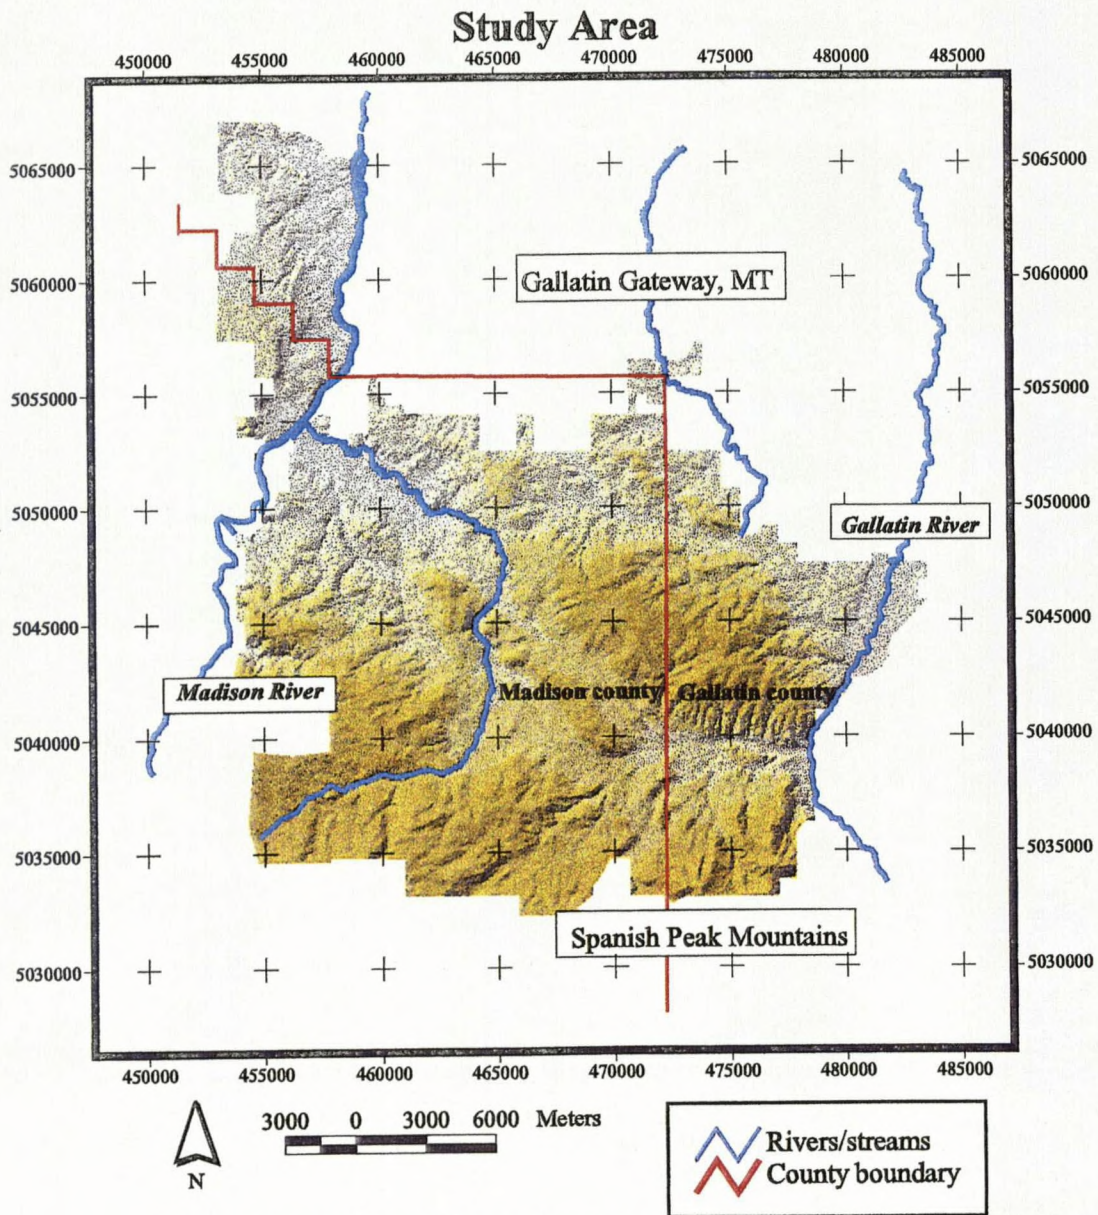 Study Area
450000 455000 460000 465000 470000 475000 480000 485000
5065000 5065000
5060000 5060000
Gallatin Gateway, MT
5055000 5055000
5050000 5050000
Gallatin River
5045000 5045000
Madison River
Madison county Gallatin county
5040000 5040000
5035000 5035000
Spanish Peak Mountains
5030000 5030000
450000 455000 460000 465000 470000 475000 480000 485000
3000 0 3000 6000 Meters
N
Rivers/streams
County boundary